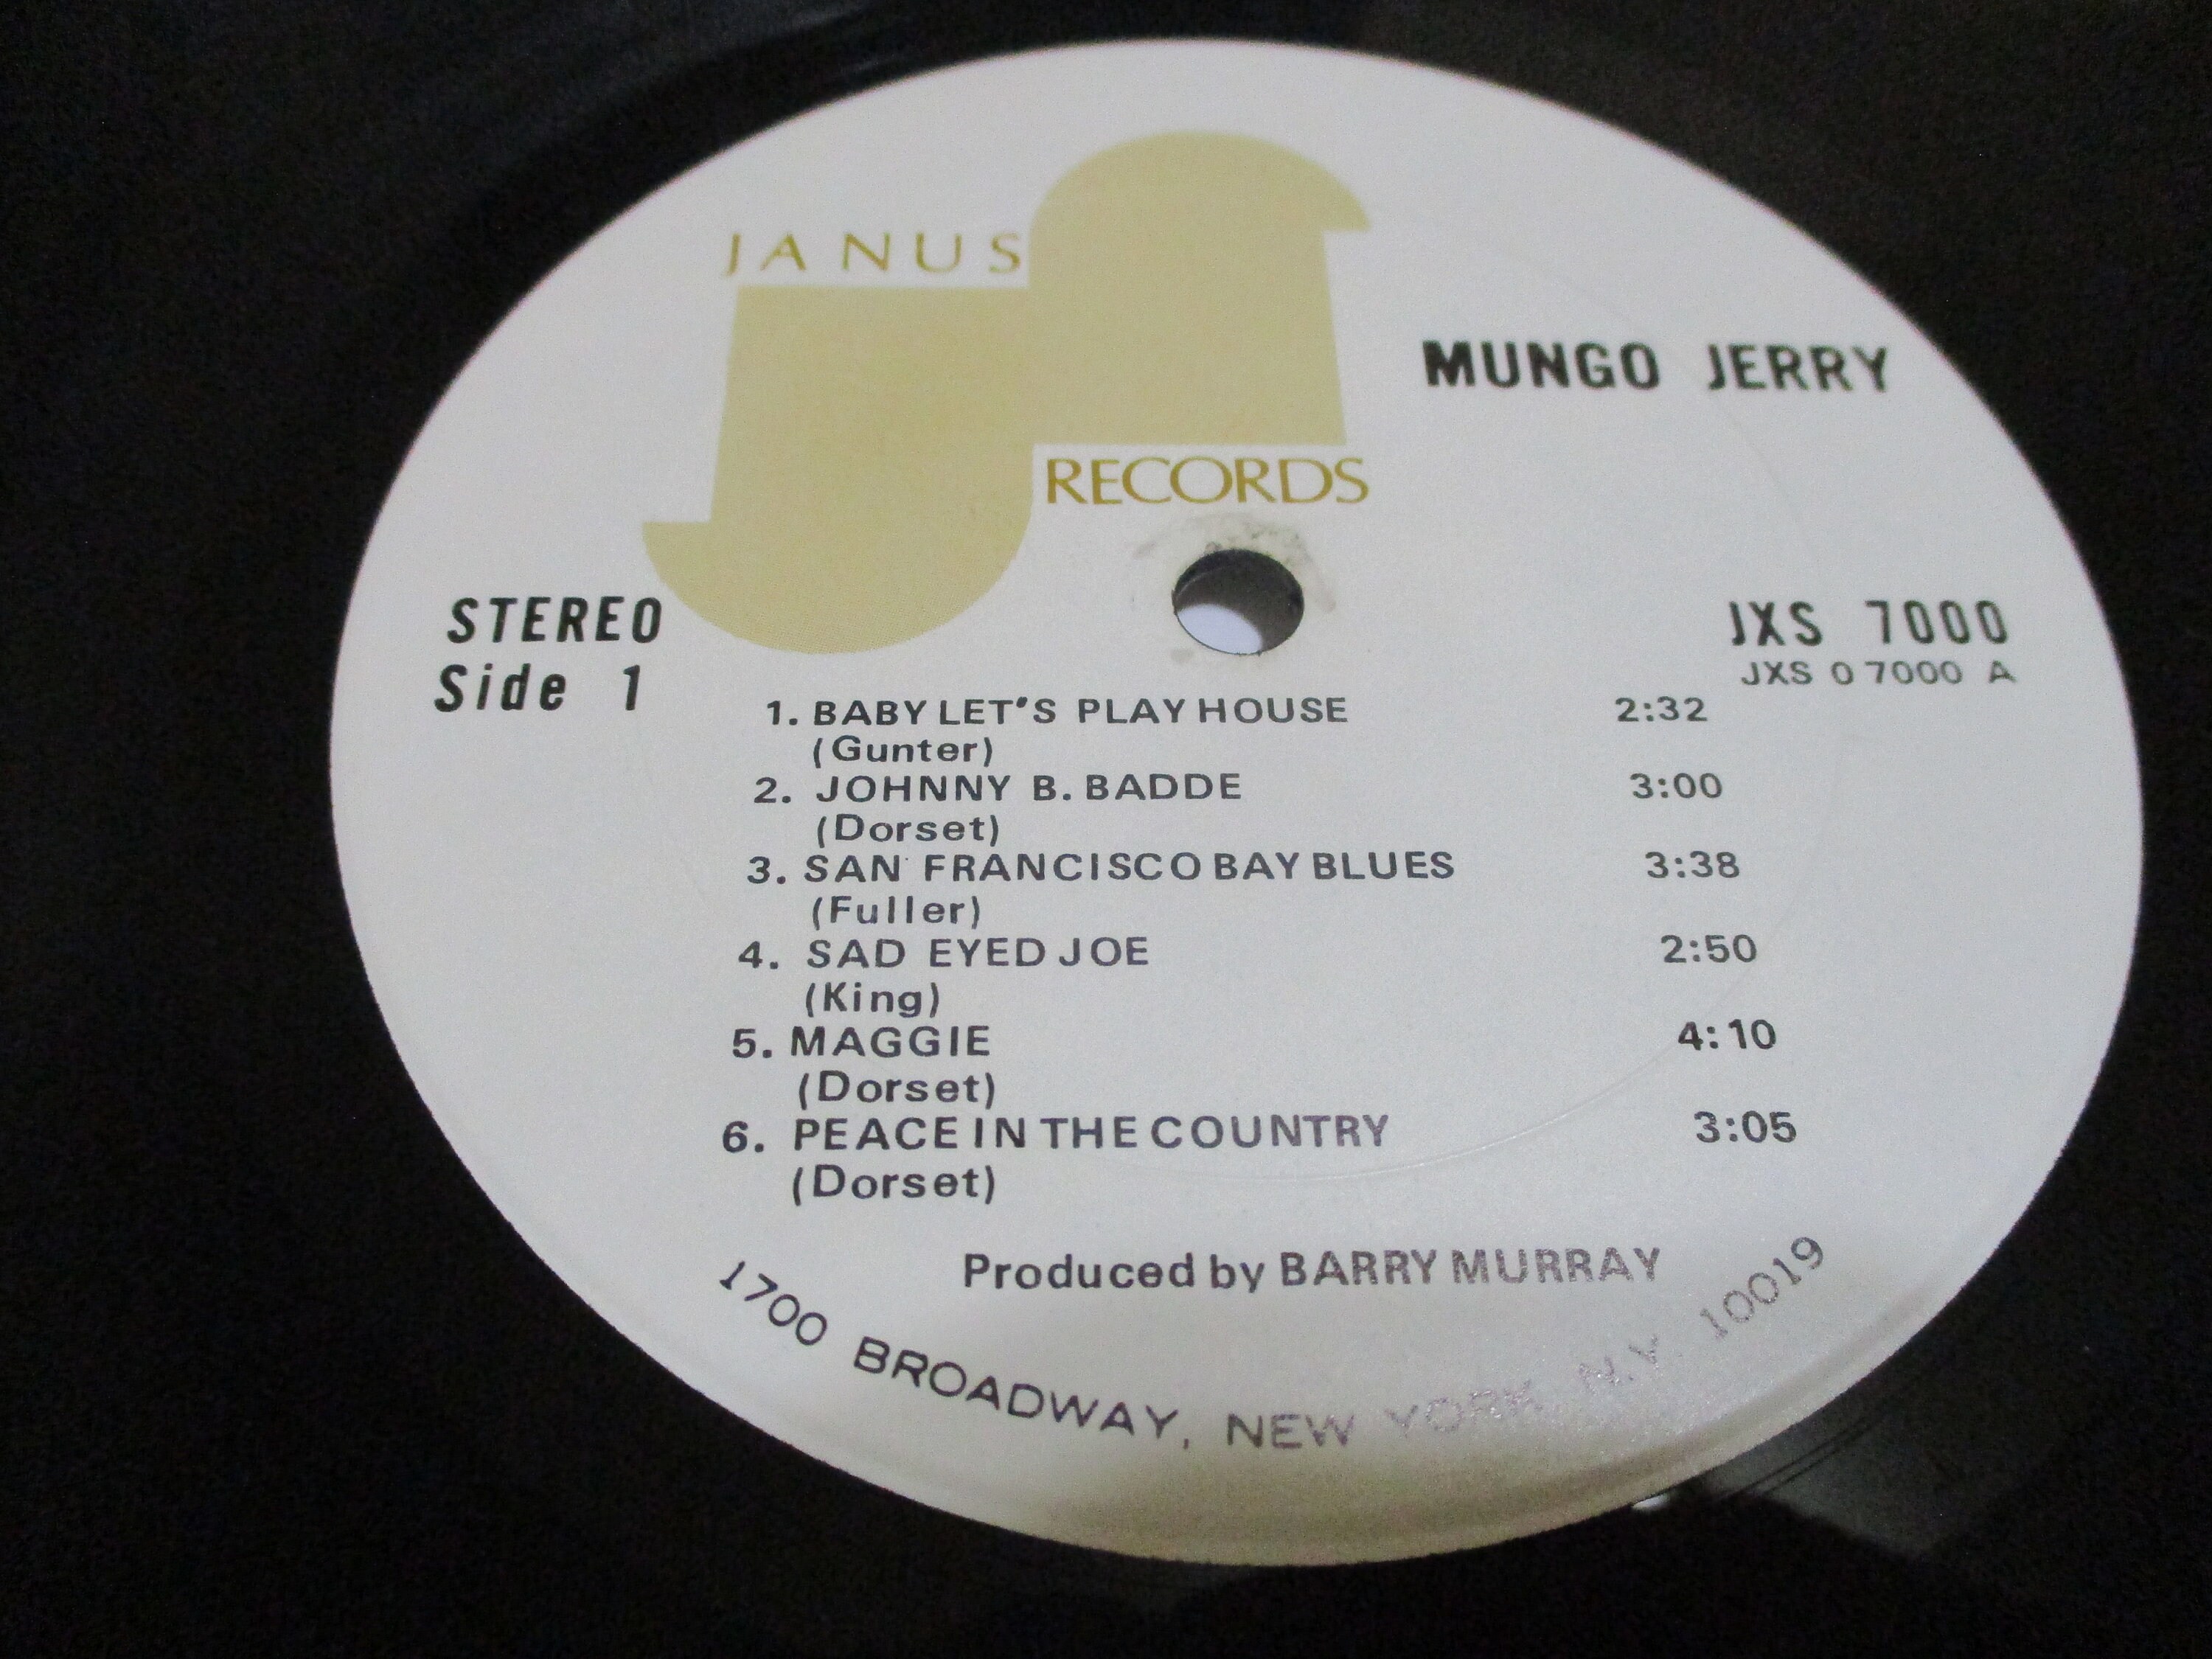 JANUS
RECORDS
MUNGO JERRY
STEREO
Side 1
JXS 7000
JXS 0 7000 A
1. BABY LET'S PLAY HOUSE 2:32
(Gunter)
2. JOHNNY B. BADDE 3:00
(Dorset)
3. SAN FRANCISCO BAY BLUES 3:38
(Fuller)
4. SAD EYED JOE 2:50
(King)
5. MAGGIE 4:10
(Dorset)
6. PEACE IN THE COUNTRY 3:05
(Dorset)
Produced by BARRY MURRAY
1700 BROADWAY, NEW YORK, N.Y. 10019